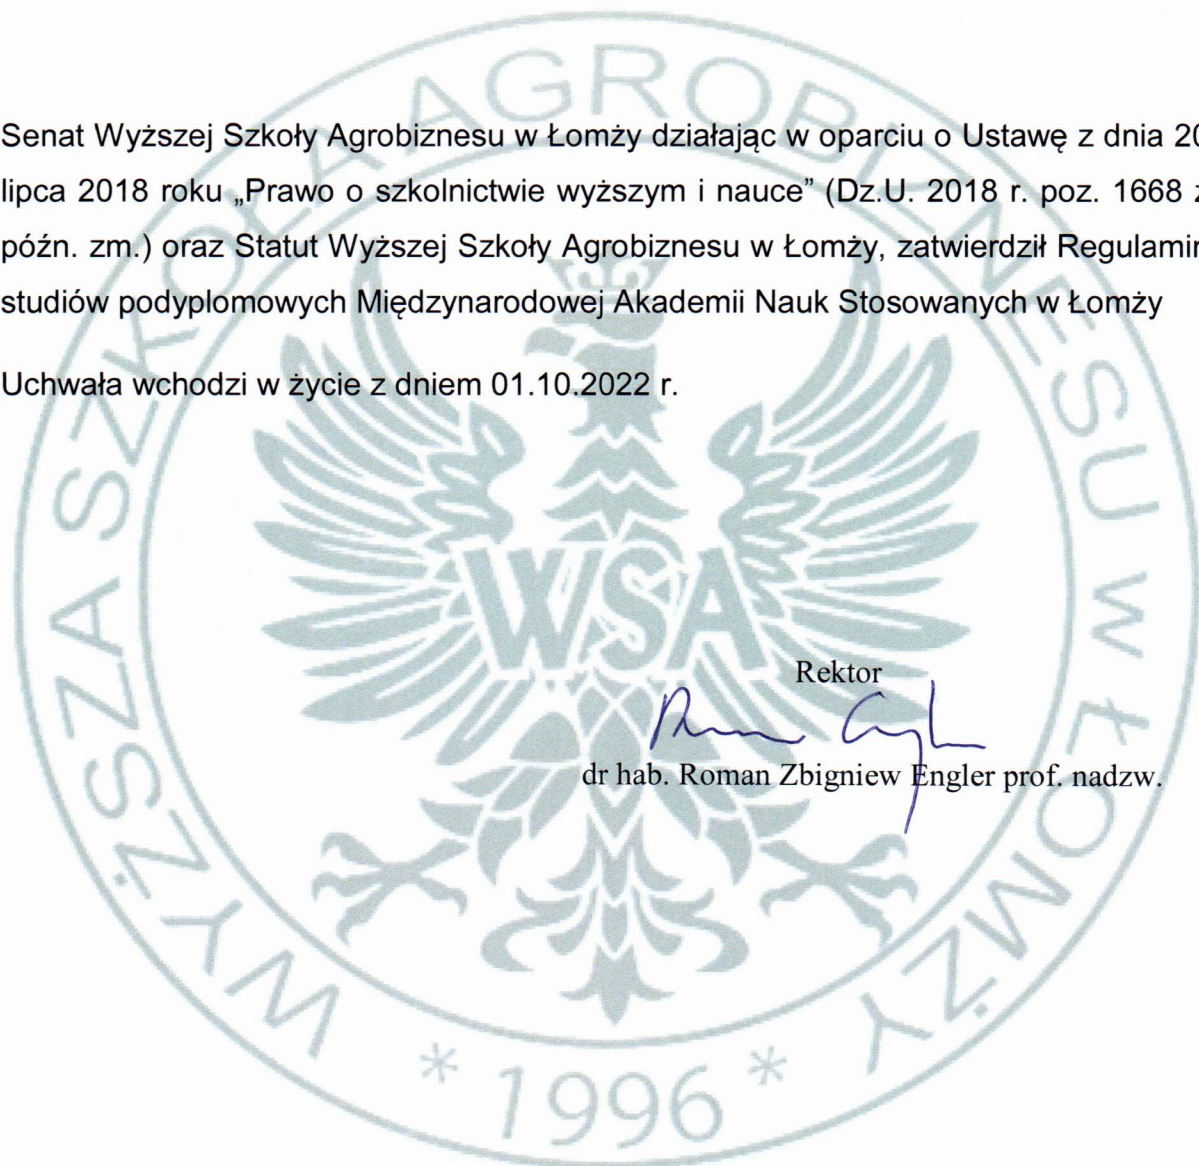 Senat Wyższej Szkoły Agrobiznesu w Łomży działając w oparciu o Ustawę z dnia 20
lipca 2018 roku „Prawo o szkolnictwie wyższym i nauce” (Dz.U. 2018 r. poz. 1668 z
późn. zm.) oraz Statut Wyższej Szkoły Agrobiznesu w Łomży, zatwierdził Regulamin
studiów podyplomowych Międzynarodowej Akademii Nauk Stosowanych w Łomży
Uchwała wchodzi w życie z dniem 01.10.2022 r.
WYŻSZA SZKOŁA AGROBIZNESU W ŁOMŻY
WSA
Rektor
dr hab. Roman Zbigniew Engler prof. nadzw.
* 1996 *